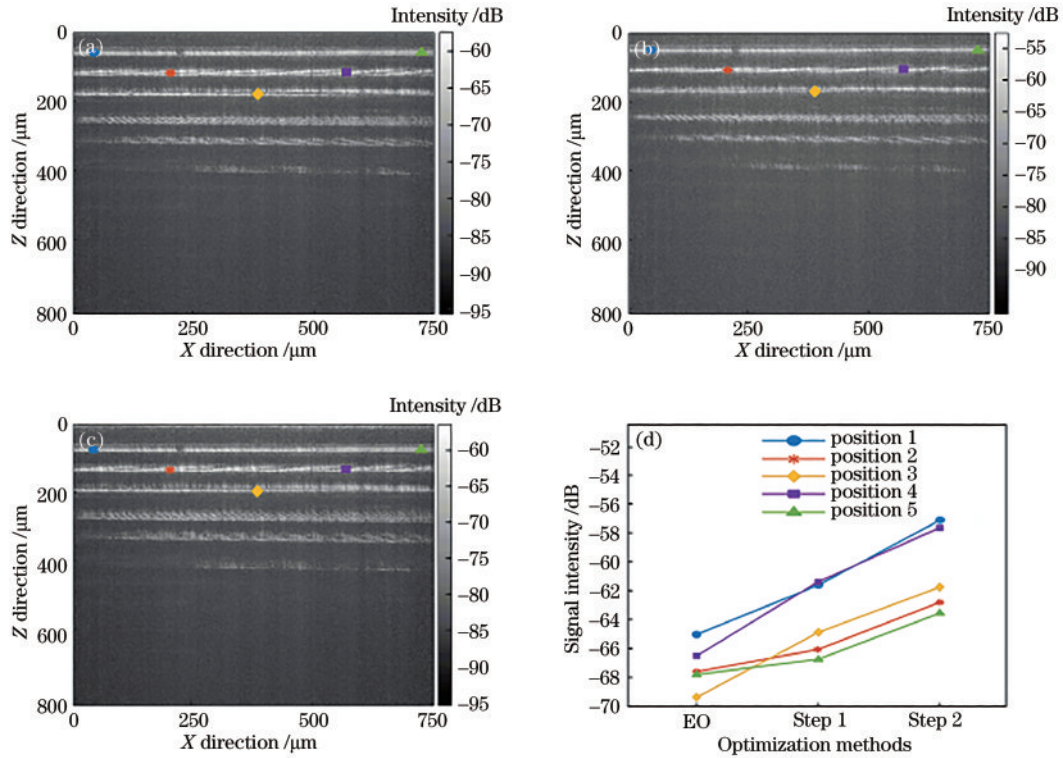 Intensity /dB
(a)
0
200
400
600
800
Z direction /μm
0
500
750
X direction /μm
−60
−65
−70
−75
−80
−85
−90
−95
Intensity /dB
(b)
0
200
400
600
800
Z direction /μm
0
250
500
750
X direction /μm
−55
−60
−65
−70
−75
−80
−85
−90
Intensity /dB
(c)
0
200
400
600
800
Z direction /μm
0
250
500
750
X direction /μm
−60
−65
−70
−75
−80
−85
−90
−95
(d)
position 1
position 2
position 3
position 4
position 5
−52
−54
−56
−58
−60
−62
−64
−66
−68
−70
Signal intensity /dB
EO
Step 1
Step 2
Optimization methods